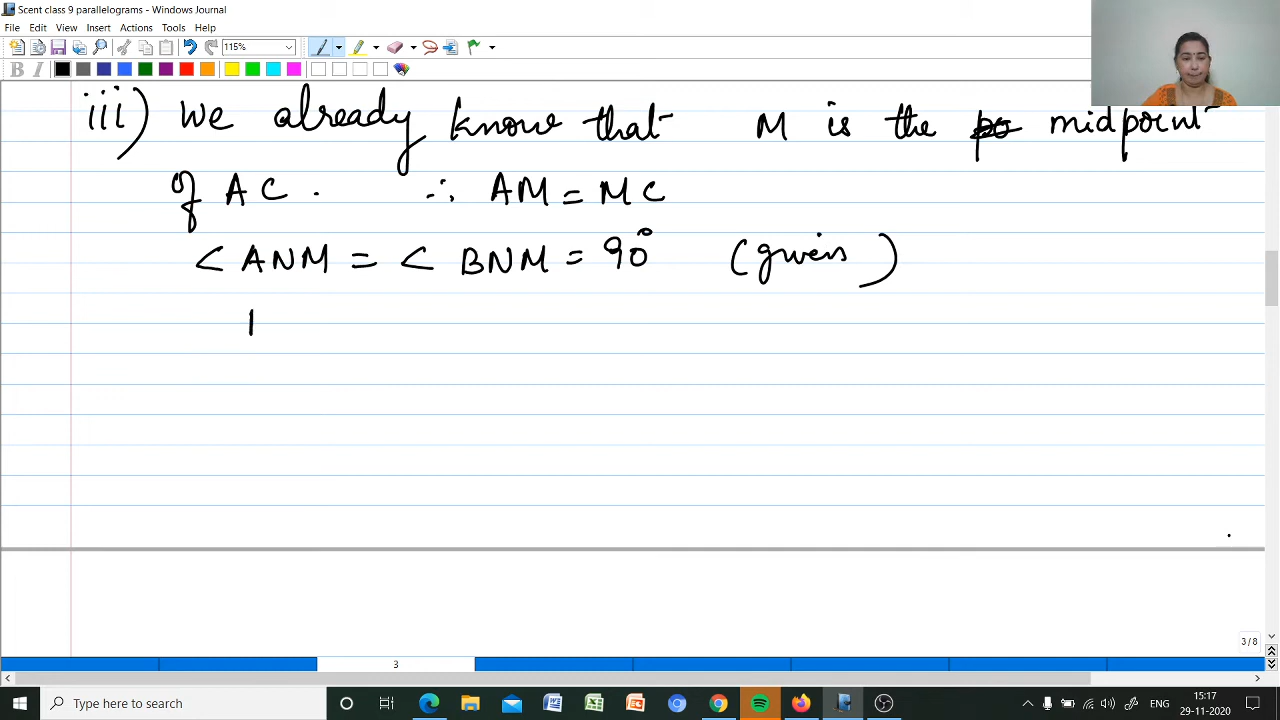 Scent class 9 parallelograms - Windows Journal
File Edit View Insert Actions Tools Help
115%
B I
iii) We already know that M is the midpoint
of AC. ∴ AM = MC
< ANM = < BNM = 90° (given)
3/8
3
Type here to search
ENG
15:17
29-11-2020